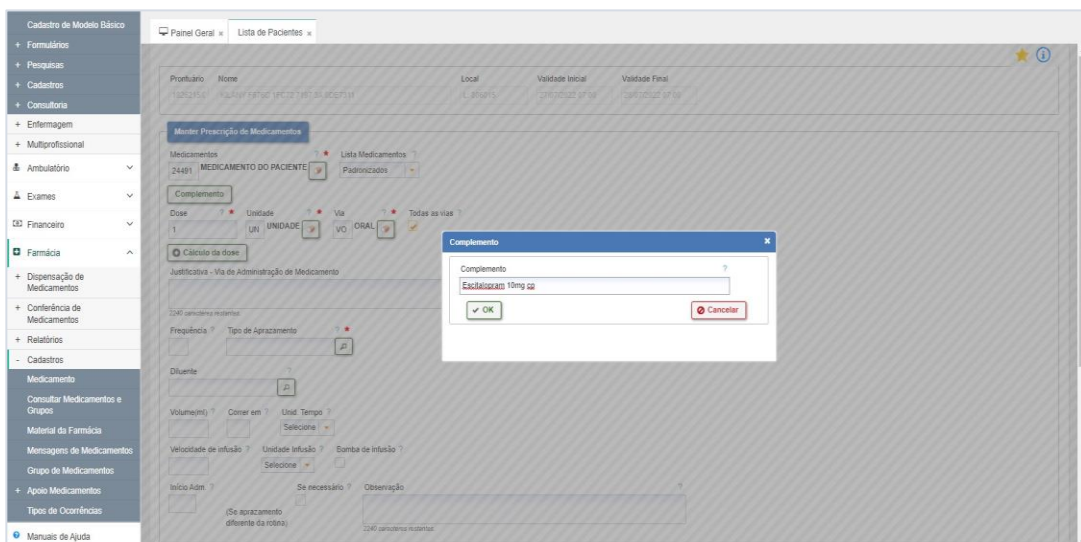 Cadastro de Modelo Básico
+ Formulários
+ Pesquisas
+ Cadastros
+ Consultoria
+ Enfermagem
+ Multiprofissional
Ambulatório
Exames
Financeiro
Farmácia
+ Dispensação de
Medicamentos
+ Conferência de
Medicamentos
+ Relatórios
- Cadastros
Medicamento
Consultar Medicamentos e
Grupos
Material da Farmácia
Mensagens de Medicamentos
Grupo de Medicamentos
+ Apoio Medicamentos
Tipos de Ocorrências
Manuais de Ajuda
Painel Geral × Lista de Pacientes ×
Prontuário Nome Local Validade Inicial Validade Final
Manter Prescrição de Medicamentos
Medicamentos ? * Lista Medicamentos ?
24491 MEDICAMENTO DO PACIENTE Padronizados
Complemento
Dose ? * Unidade ? * Via ? * Todas as vias ?
1 UN UNIDADE VO ORAL
Cálculo da dose
Justificativa - Via de Administração de Medicamento
2240 caracteres restantes
Frequência ? Tipo de Aprazamento ? *
Diluente ?
Volume(ml) ? Correr em ? Unid. Tempo ?
Selecione
Velocidade de infusão ? Unidade Infusão ? Bomba de infusão ?
Selecione
Início Adm. ? Se necessário ? Observação ?
(Se aprazamento
diferente da rotina)
2240 caracteres restantes
Complemento ×
Complemento ?
Escitalopram 10mg cp
OK Cancelar